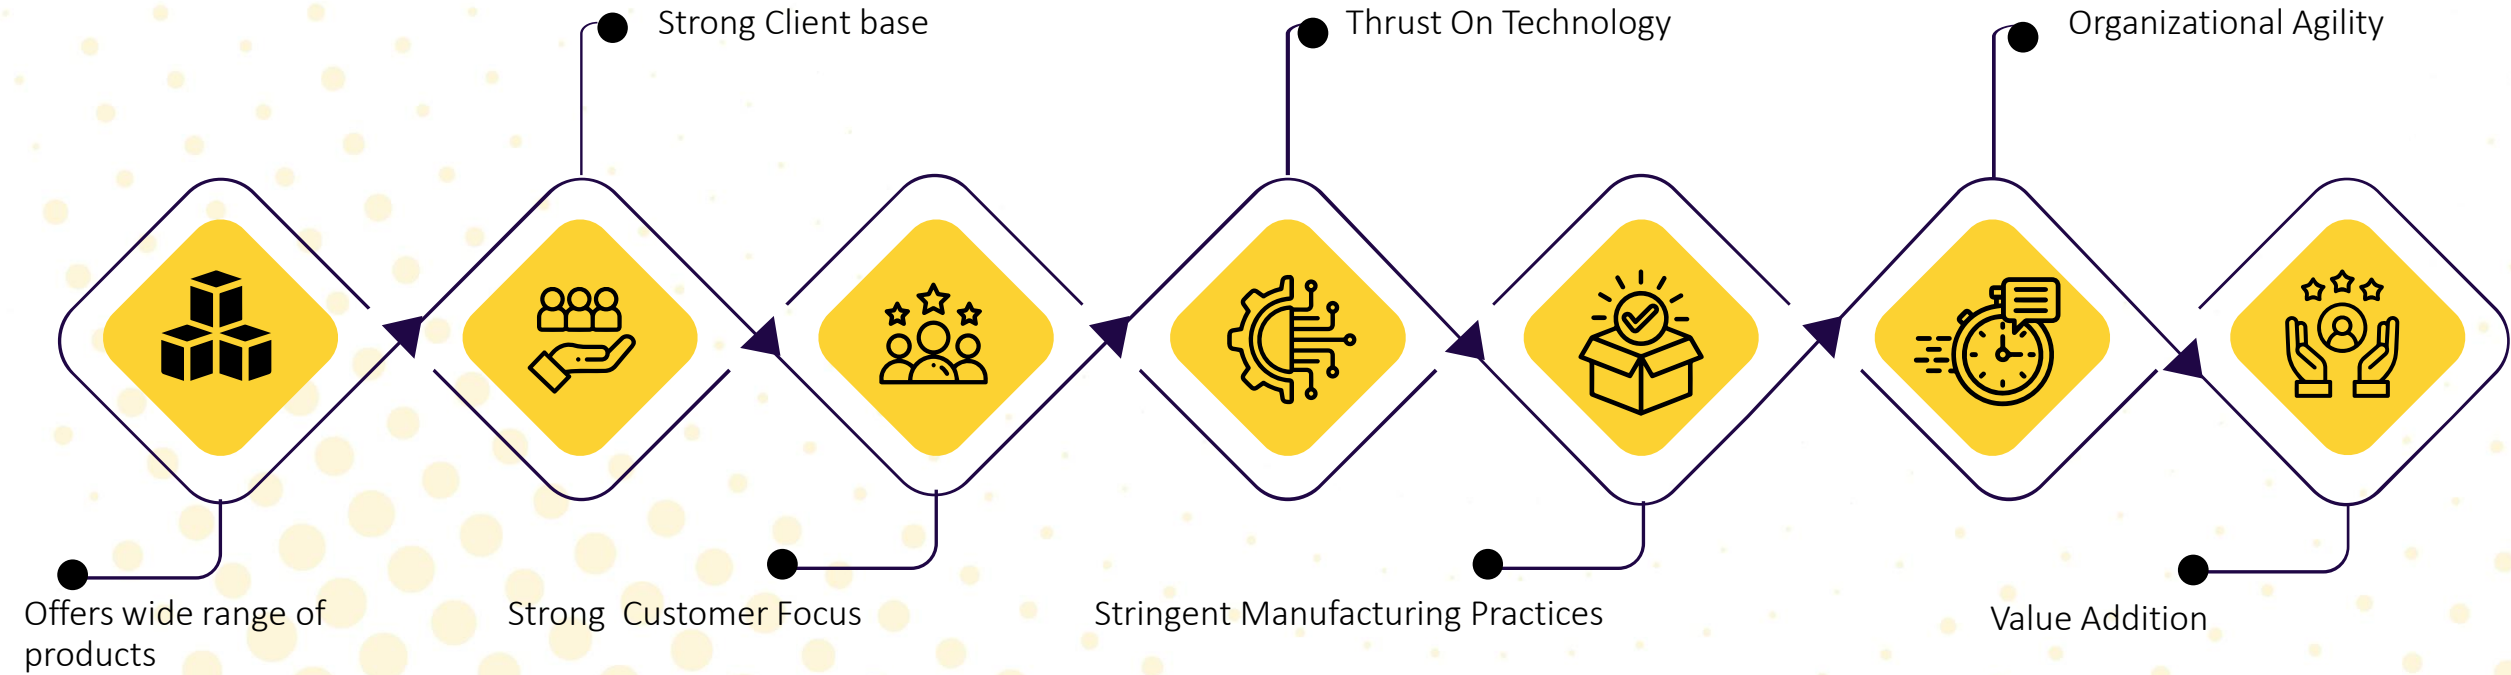 Strong Client base
Thrust On Technology
Organizational Agility
Offers wide range of
products
Strong  Customer Focus
Stringent Manufacturing Practices
Value Addition